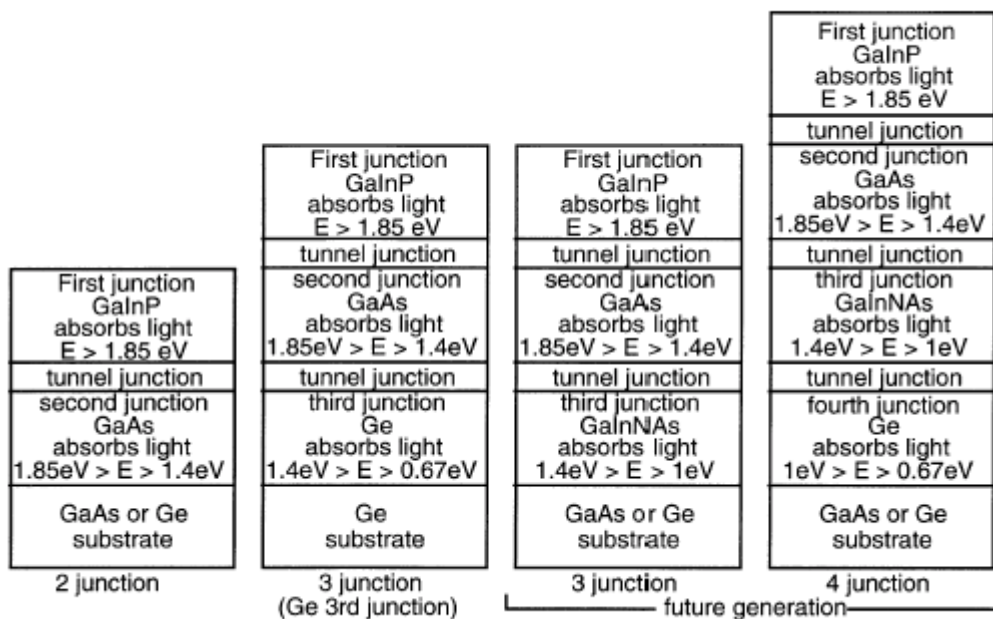 First junction
GaInP
absorbs light
E > 1.85 eV
tunnel junction
second junction
GaAs
absorbs light
1.85eV > E > 1.4eV
GaAs or Ge
substrate
2 junction
First junction
GaInP
absorbs light
E > 1.85 eV
tunnel junction
second junction
GaAs
absorbs light
1.85eV > E > 1.4eV
tunnel junction
third junction
Ge
absorbs light
1.4eV > E > 0.67eV
Ge
substrate
3 junction
(Ge 3rd junction)
First junction
GaInP
absorbs light
E > 1.85 eV
tunnel junction
second junction
GaAs
absorbs light
1.85eV > E > 1.4eV
tunnel junction
third junction
GaInNAs
absorbs light
1.4eV > E > 1eV
GaAs or Ge
substrate
3 junction
First junction
GaInP
absorbs light
E > 1.85 eV
tunnel junction
second junction
GaAs
absorbs light
1.85eV > E > 1.4eV
tunnel junction
third junction
GaInNAs
absorbs light
1.4eV > E > 1eV
tunnel junction
fourth junction
Ge
absorbs light
1eV > E > 0.67eV
GaAs or Ge
substrate
4 junction
future generation